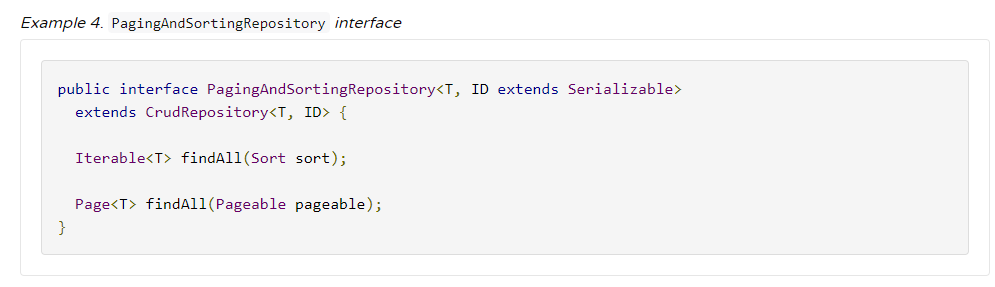 Example 4. PagingAndSortingRepository interface
public interface PagingAndSortingRepository<T, ID extends Serializable>
  extends CrudRepository<T, ID> {
  Iterable<T> findAll(Sort sort);
  Page<T> findAll(Pageable pageable);
}